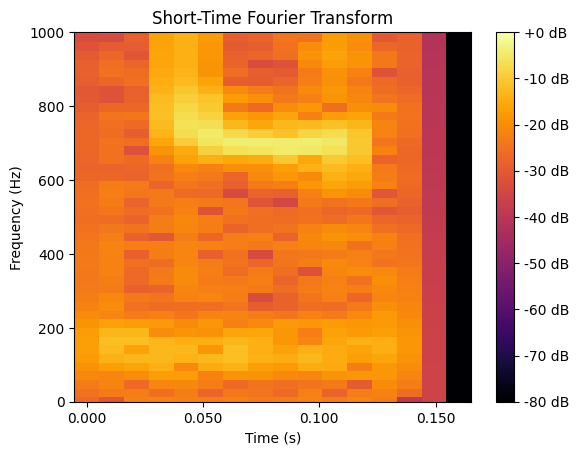 Short-Time Fourier Transform
1000
800
600
400
200
0
Frequency (Hz)
0.000
0.050
0.100
0.150
Time (s)
+0 dB
-10 dB
-20 dB
-30 dB
-40 dB
-50 dB
-60 dB
-70 dB
-80 dB